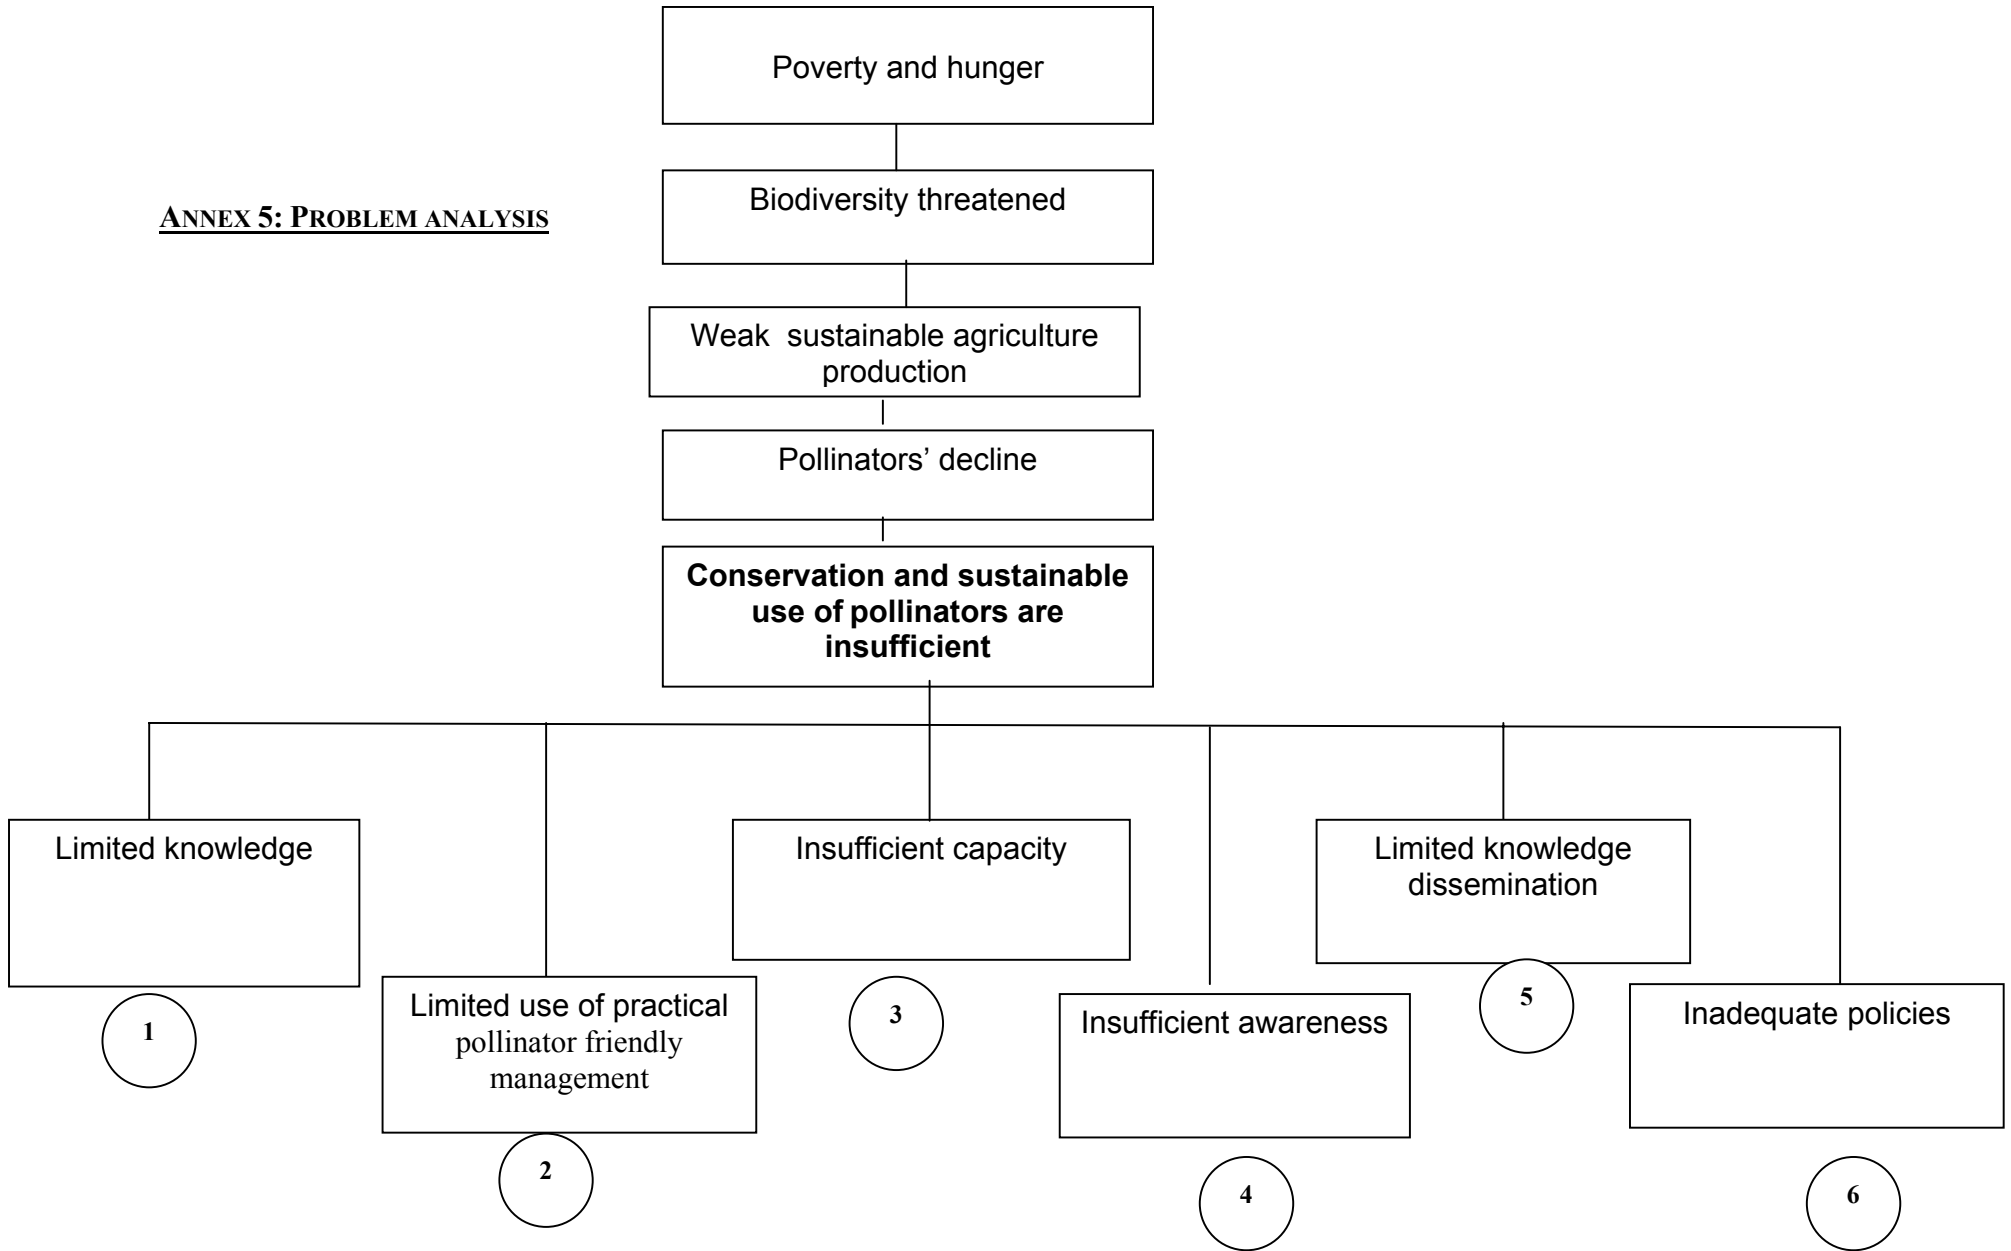 Poverty and hunger
Biodiversity threatened
ANNEX 5: PROBLEM ANALYSIS
Weak  sustainable agriculture
production
Pollinators’ decline
Conservation and sustainable
use of pollinators are
insufficient
Limited knowledge
1
Limited use of practical
pollinator friendly
management
2
Insufficient capacity
3
Insufficient awareness
4
Limited knowledge
dissemination
5
Inadequate policies
6